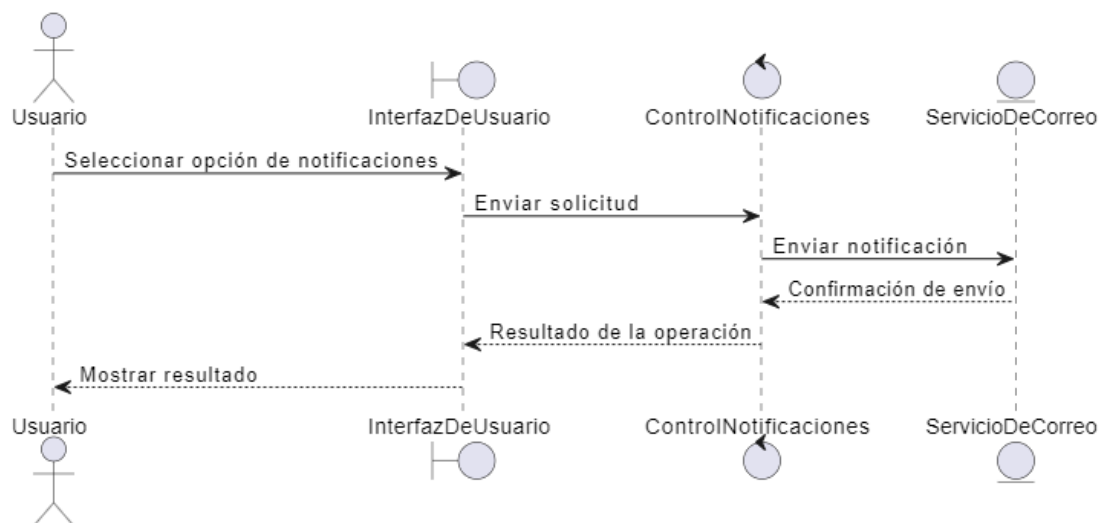 Usuario InterfazDeUsuario ControlNotificaciones ServicioDeCorreo
Seleccionar opción de notificaciones
Enviar solicitud
Enviar notificación
Confirmación de envío
Resultado de la operación
Mostrar resultado
Usuario InterfazDeUsuario ControlNotificaciones ServicioDeCorreo